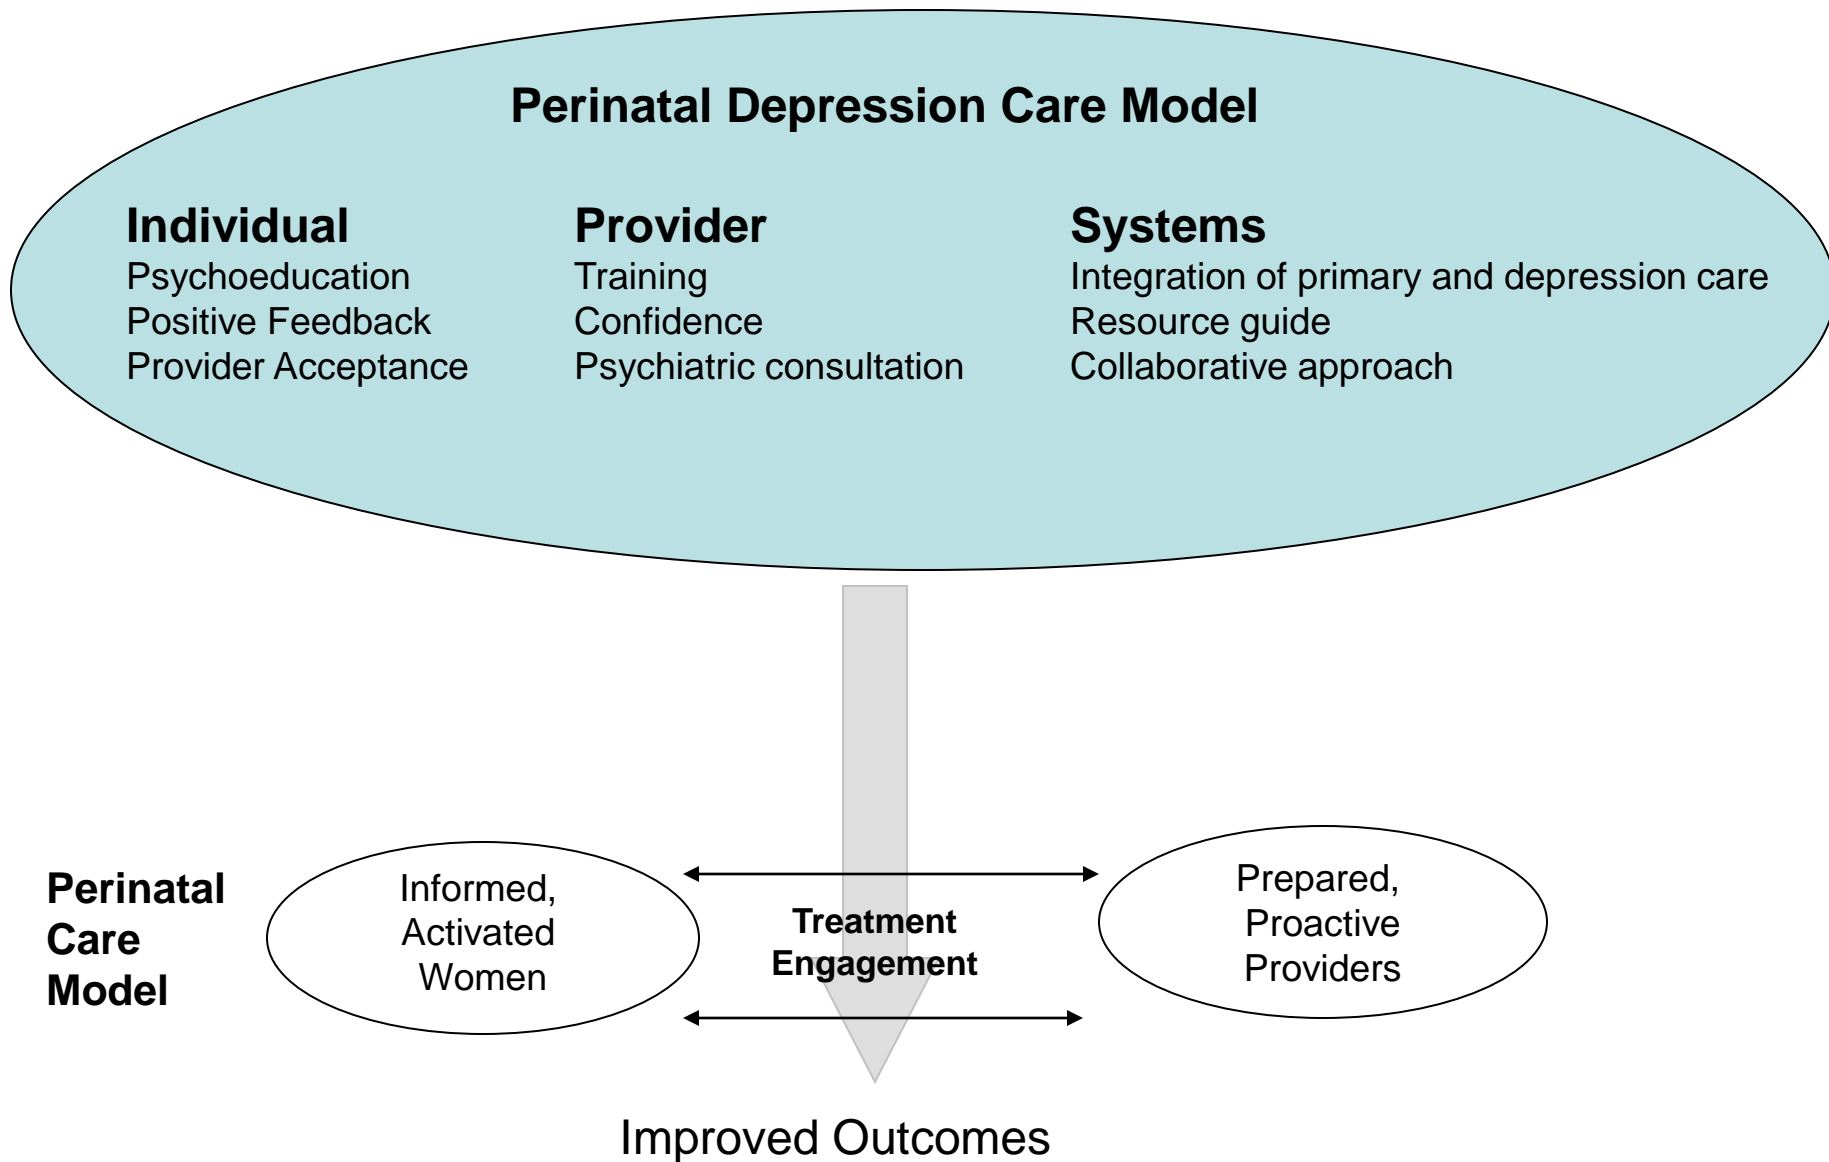 Perinatal Depression Care Model
Individual
Psychoeducation
Positive Feedback
Provider Acceptance
Provider
Training
Confidence
Psychiatric consultation
Systems
Integration of primary and depression care
Resource guide
Collaborative approach
Perinatal
Care
Model
Informed,
Activated
Women
Treatment
Engagement
Prepared,
Proactive
Providers
Improved Outcomes